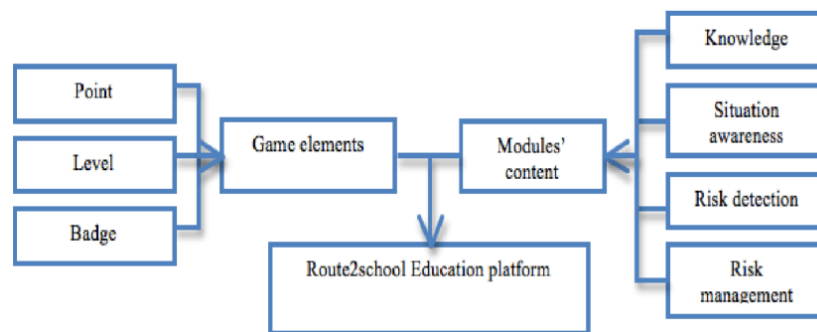 Point
Level
Badge
Game elements
Modules'
content
Knowledge
Situation
awareness
Risk detection
Risk
management
Route2school Education platform